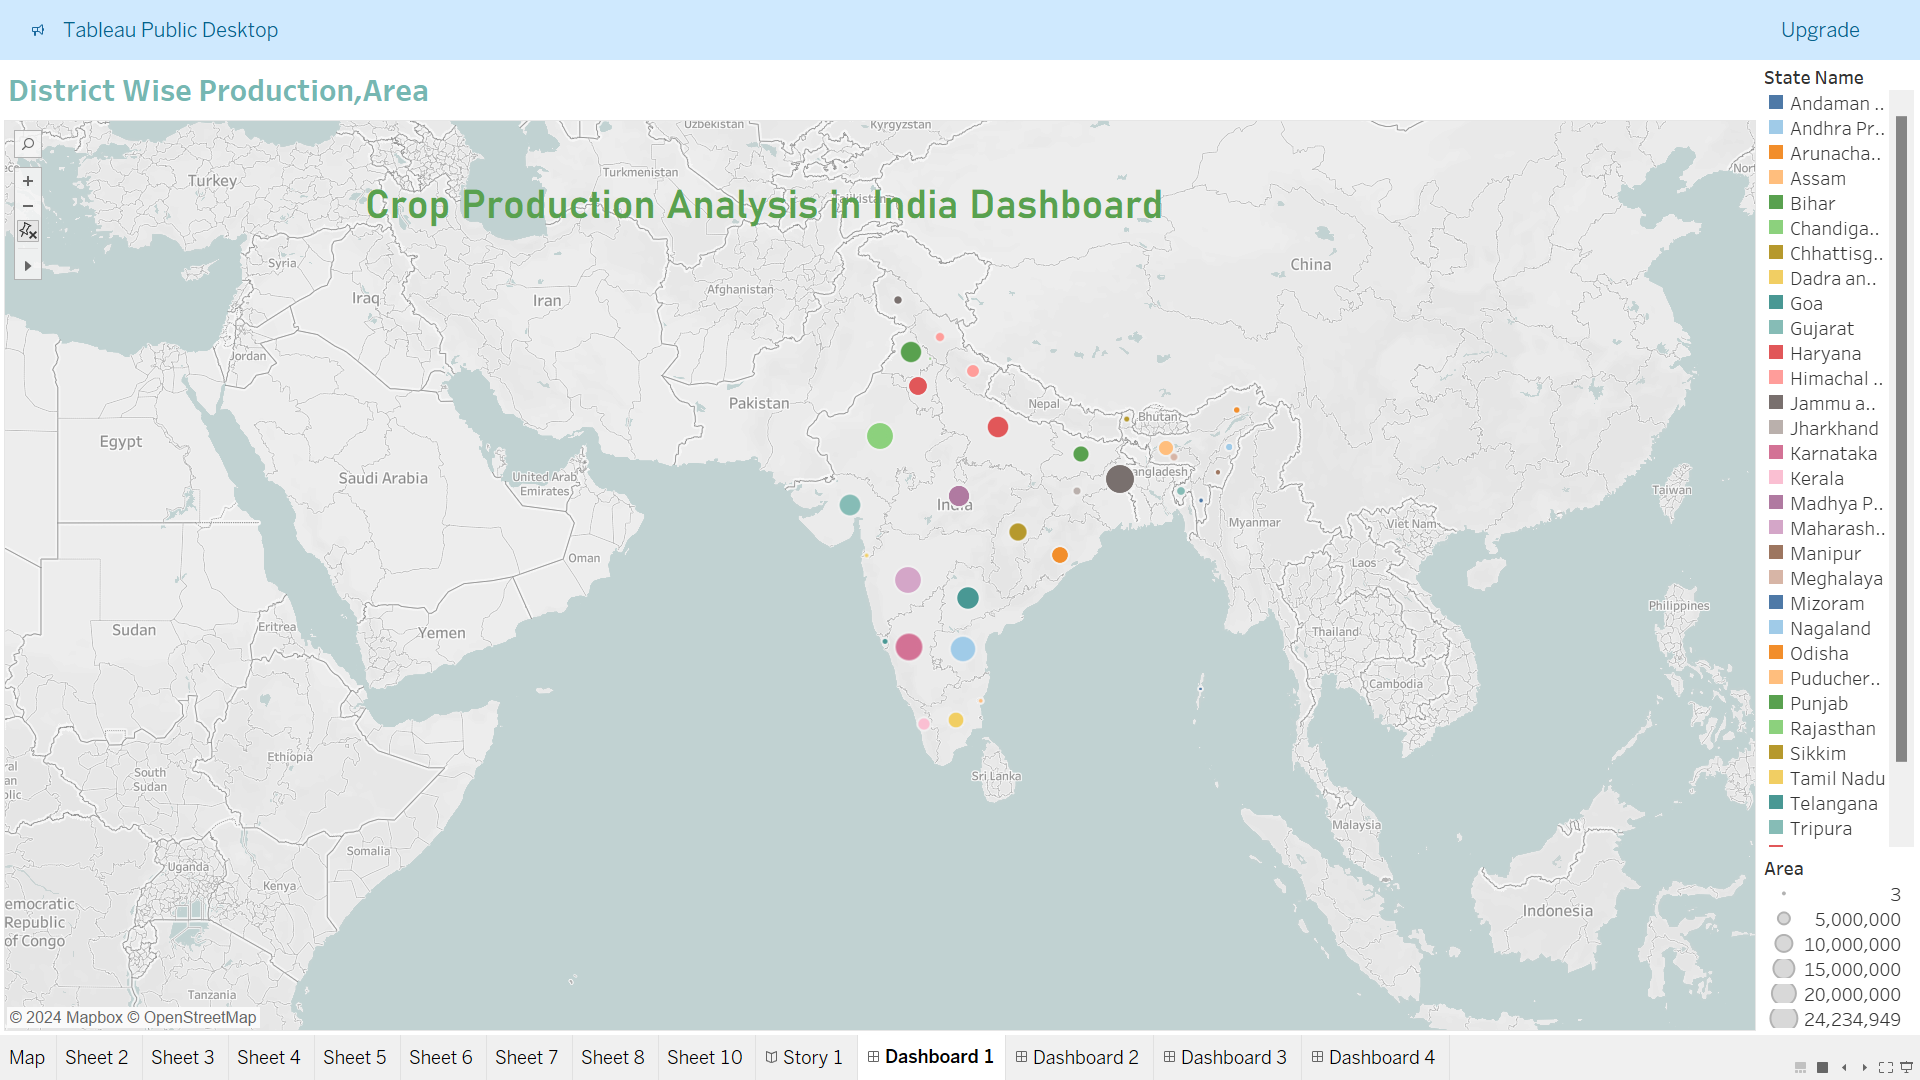 Tableau Public Desktop
Upgrade
District Wise Production,Area
Crop Production Analysis in India Dashboard
Uzbekistan
Kyrgyzstan
Turkey
Turkmenistan
Syria
Iraq
Iran
Afghanistan
China
Jordan
Pakistan
Nepal
Bhutan
Egypt
Saudi Arabia
United Arab
Emirates
angladesh
India
Taiwan
Oman
Myanmar
Viet Nam
Laos
Sudan
Eritrea
Yemen
Thailand
Philippines
Cambodia
Ethiopia
South
Sudan
Sri Lanka
Somalia
Malaysia
Uganda
Kenya
emocratic
Republic
of Congo
Indonesia
Tanzania
© 2024 Mapbox © OpenStreetMap
State Name
Andaman ..
Andhra Pr..
Arunacha..
Assam
Bihar
Chandiga..
Chhattisg..
Dadra an..
Goa
Gujarat
Haryana
Himachal ..
Jammu a..
Jharkhand
Karnataka
Kerala
Madhya P..
Maharash..
Manipur
Meghalaya
Mizoram
Nagaland
Odisha
Puducher..
Punjab
Rajasthan
Sikkim
Tamil Nadu
Telangana
Tripura
Area
3
5,000,000
10,000,000
15,000,000
20,000,000
24,234,949
Map Sheet 2 Sheet 3 Sheet 4 Sheet 5 Sheet 6 Sheet 7 Sheet 8 Sheet 10 Story 1 Dashboard 1 Dashboard 2 Dashboard 3 Dashboard 4